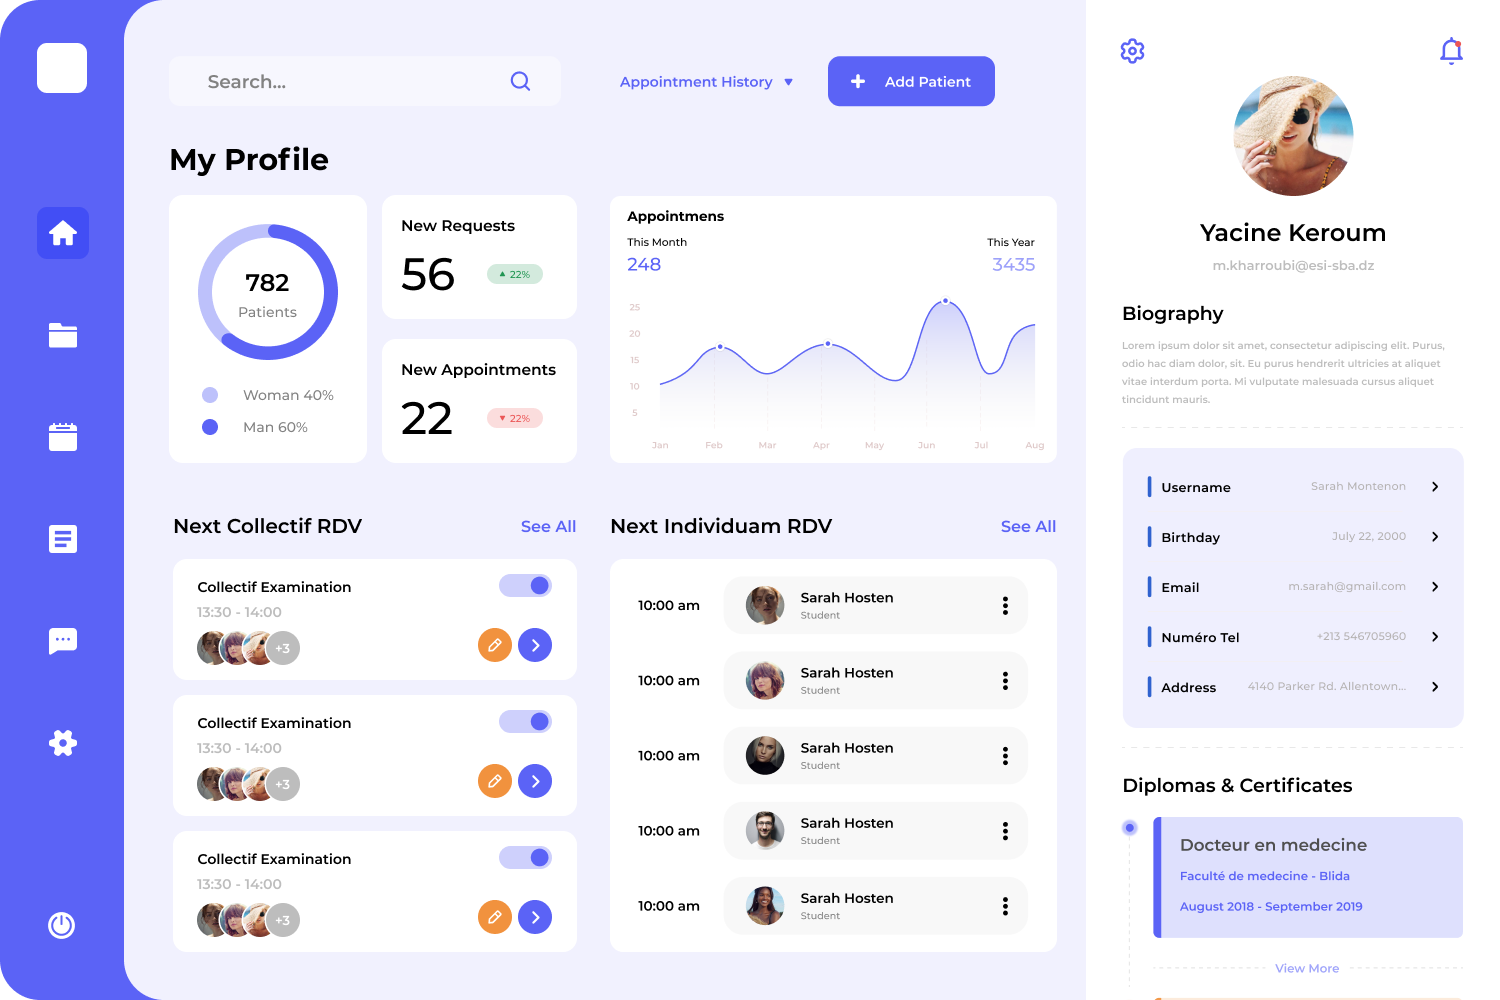 Search...
Appointment History
Add Patient
My Profile
782
Patients
Woman 40%
Man 60%
New Requests
56
22%
New Appointments
22
22%
Appointmens
This Month
This Year
248
3435
25
20
15
10
5
Jan Feb Mar Apr May Jun Jul Aug
Next Collectif RDV
See All
Collectif Examination
13:30 - 14:00
+3
Collectif Examination
13:30 - 14:00
+3
Collectif Examination
13:30 - 14:00
+3
Next Individuam RDV
See All
10:00 am
Sarah Hosten
Student
10:00 am
Sarah Hosten
Student
10:00 am
Sarah Hosten
Student
10:00 am
Sarah Hosten
Student
10:00 am
Sarah Hosten
Student
Yacine Keroum
m.kharroubi@esi-sba.dz
Biography
Lorem ipsum dolor sit amet, consectetur adipiscing elit. Purus,
odio hac diam dolor, sit. Eu purus hendrerit ultricies at aliquet
vitae interdum porta. Mi vulputate malesuada cursus aliquet
tincidunt mauris.
Username Sarah Montenon
Birthday July 22, 2000
Email m.sarah@gmail.com
Numéro Tel +213 546705960
Address 4140 Parker Rd. Allentown...
Diplomas & Certificates
Docteur en medecine
Faculté de medecine - Blida
August 2018 - September 2019
View More